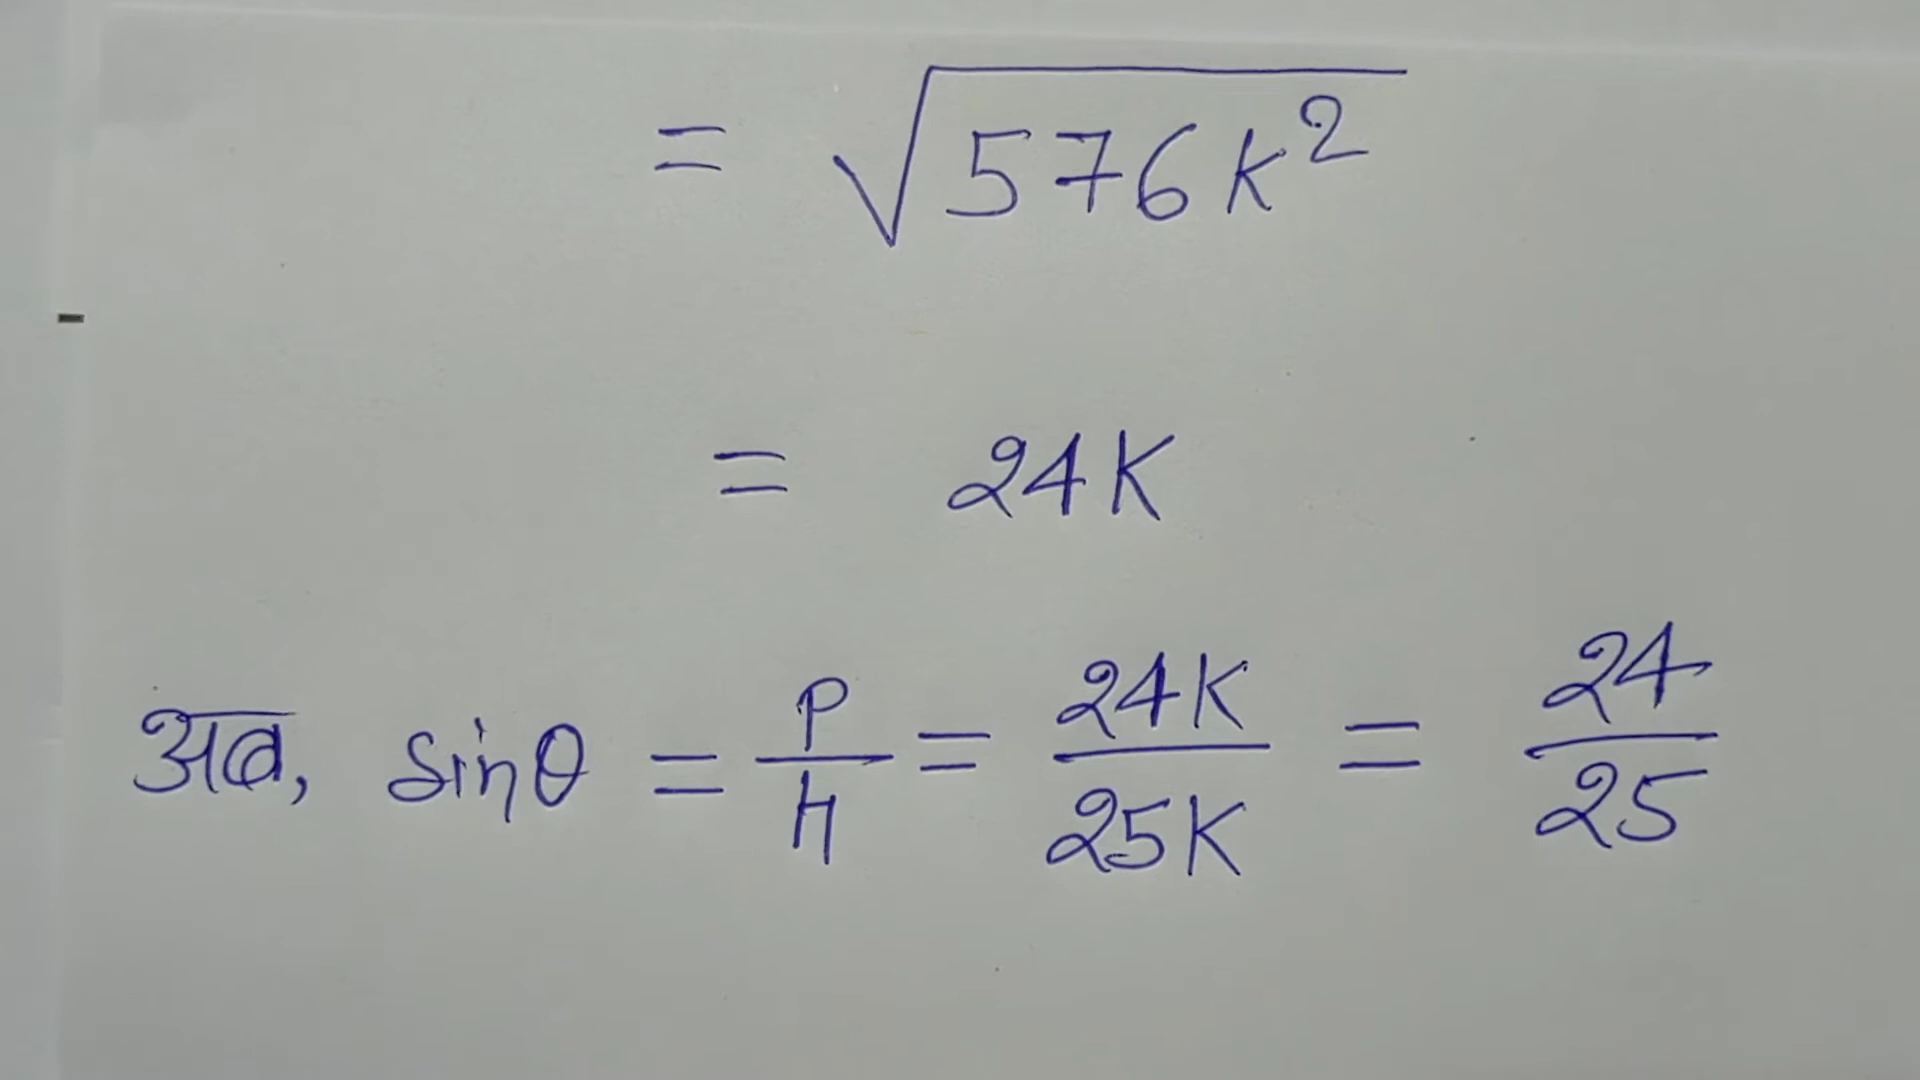 = √576k²
= 24K
अब, sinθ = P/H = 24K/25K = 24/25